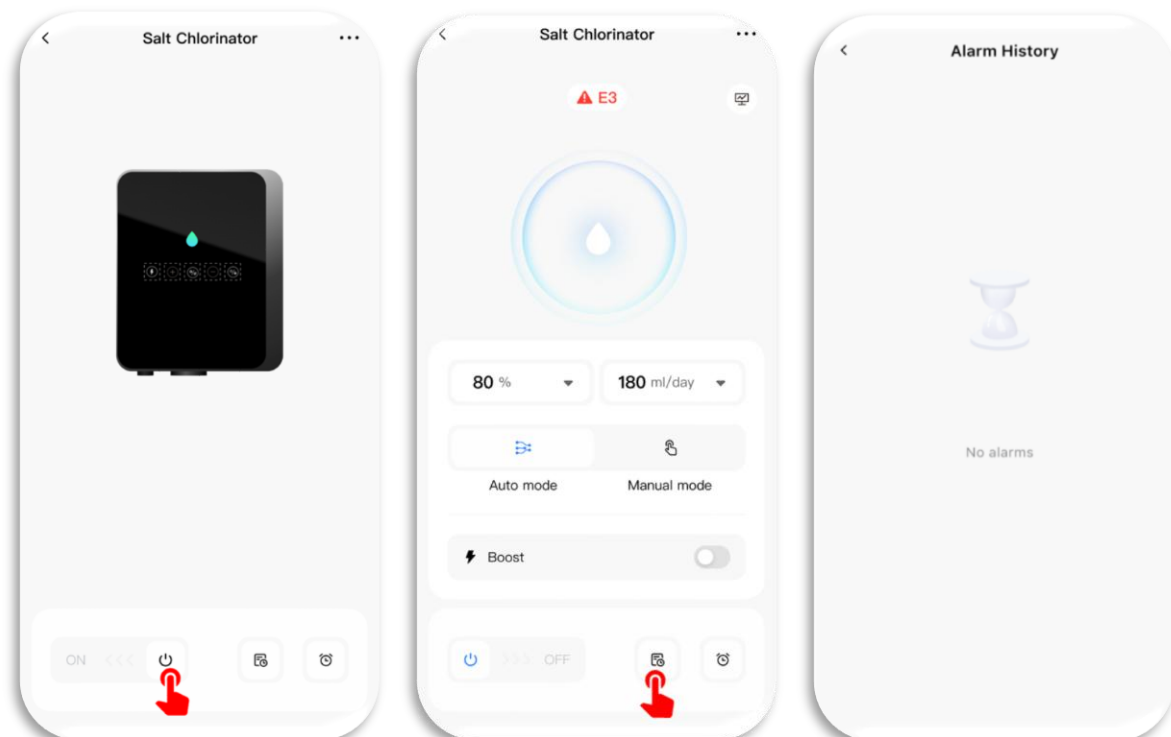 Salt Chlorinator
ON <<<
Salt Chlorinator
E3
80 %
180 ml/day
Auto mode
Manual mode
Boost
>>> OFF
Alarm History
No alarms